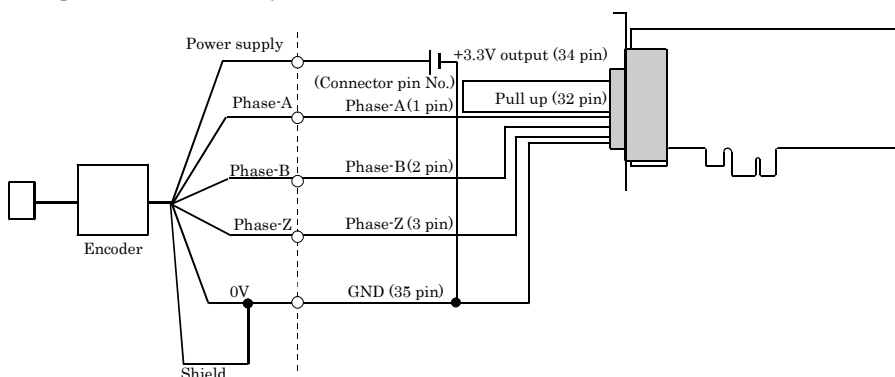 Power supply
+3.3V output (34 pin)
(Connector pin No.)
Pull up (32 pin)
Phase-A
Phase-A(1 pin)
Phase-B
Phase-B(2 pin)
Phase-Z
Phase-Z (3 pin)
Encoder
0V
GND (35 pin)
Shield